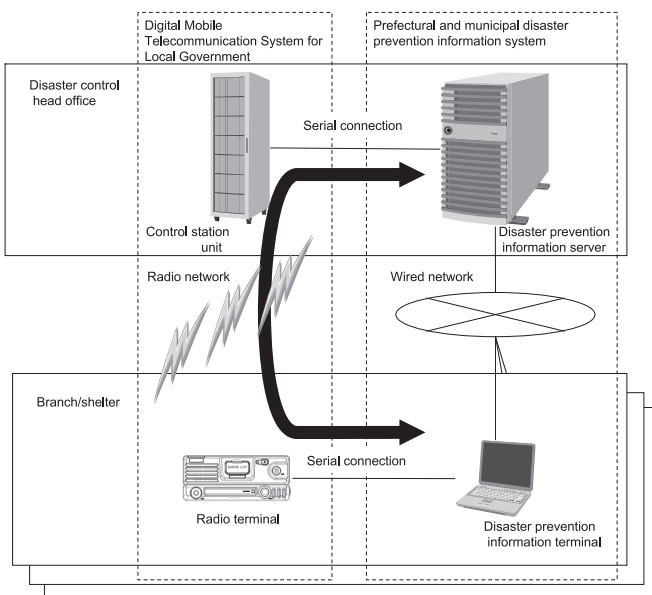 Digital Mobile
Telecommunication System for
Local Government
Prefectural and municipal disaster
prevention information system
Disaster control
head office
Serial connection
Control station
unit
Disaster prevention
information server
Radio network
Wired network
Branch/shelter
DATA I/F
Serial connection
Radio terminal
Disaster prevention
information terminal